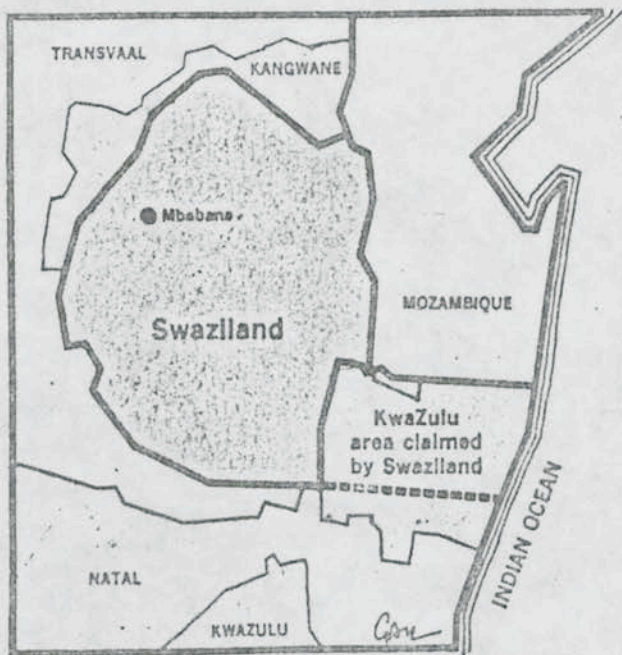 TRANSVAAL
KANGWANE
Mbabane
MOZAMBIQUE
Swaziland
KwaZulu
area claimed
by Swaziland
INDIAN OCEAN
NATAL
KWAZULU